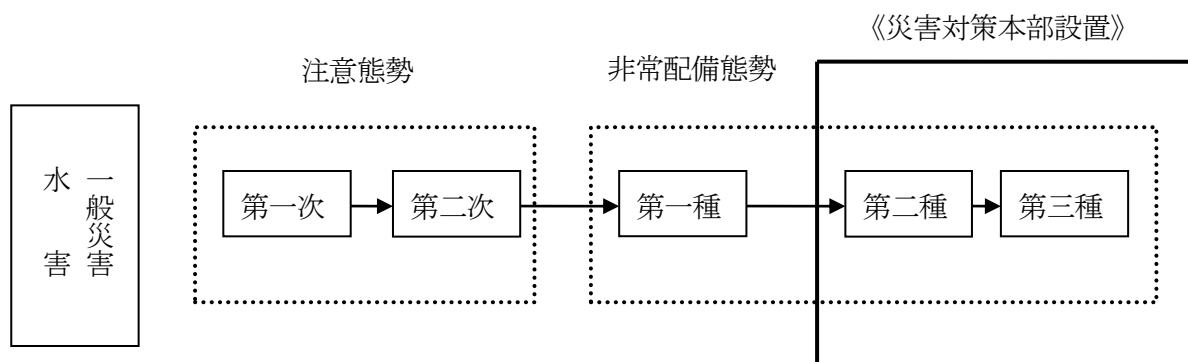 《災害対策本部設置》
注意態勢
非常配備態勢
一般災害
水害
第一次
第二次
第一種
第二種
第三種